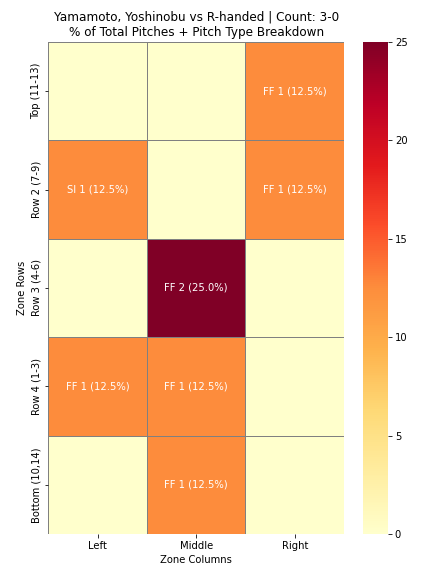 Yamamoto, Yoshinobu vs R-handed | Count: 3-0
% of Total Pitches + Pitch Type Breakdown
Top (11-13)
FF 1 (12.5%)
Row 2 (7-9)
SI 1 (12.5%)
FF 1 (12.5%)
Zone Rows
Row 3 (4-6)
FF 2 (25.0%)
Row 4 (1-3)
FF 1 (12.5%)
FF 1 (12.5%)
Bottom (10,14)
FF 1 (12.5%)
Left
Middle
Right
Zone Columns
25
20
15
10
5
0